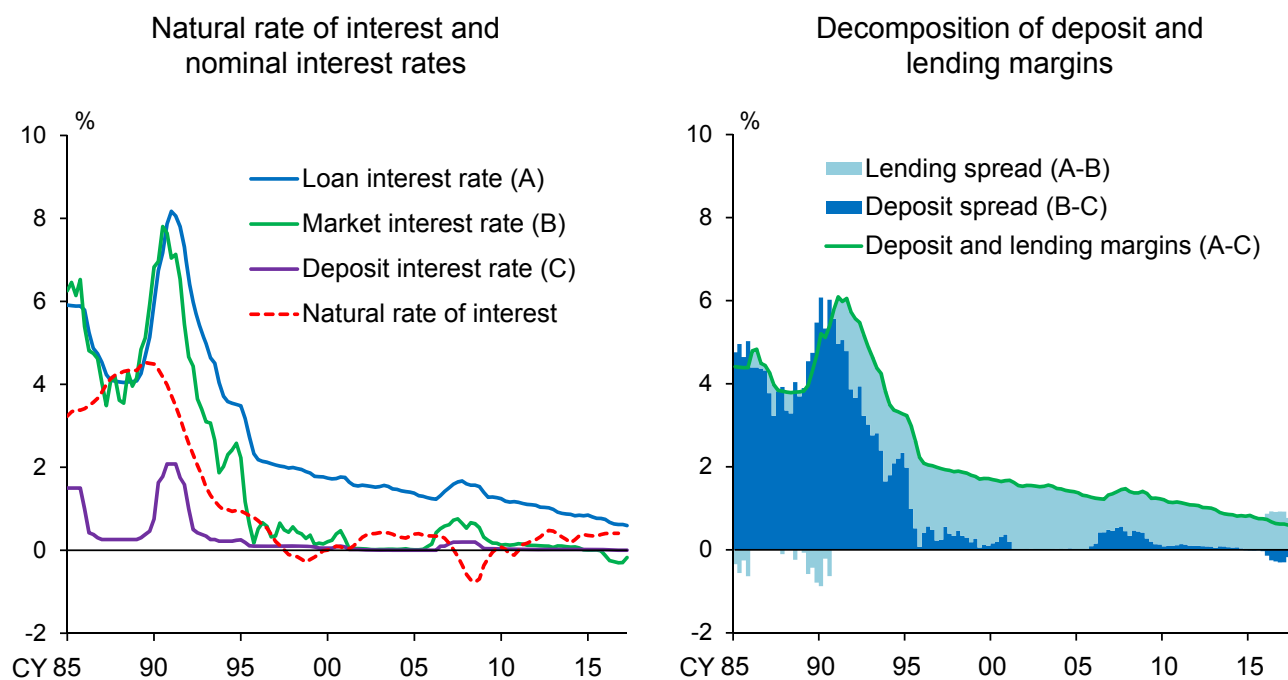 Natural rate of interest and
nominal interest rates
%
10
8
6
4
2
0
-2
Loan interest rate (A)
Market interest rate (B)
Deposit interest rate (C)
Natural rate of interest
CY 85 90 95 00 05 10 15
Decomposition of deposit and
lending margins
%
10
8
6
4
2
0
-2
Lending spread (A-B)
Deposit spread (B-C)
Deposit and lending margins (A-C)
CY 85 90 95 00 05 10 15